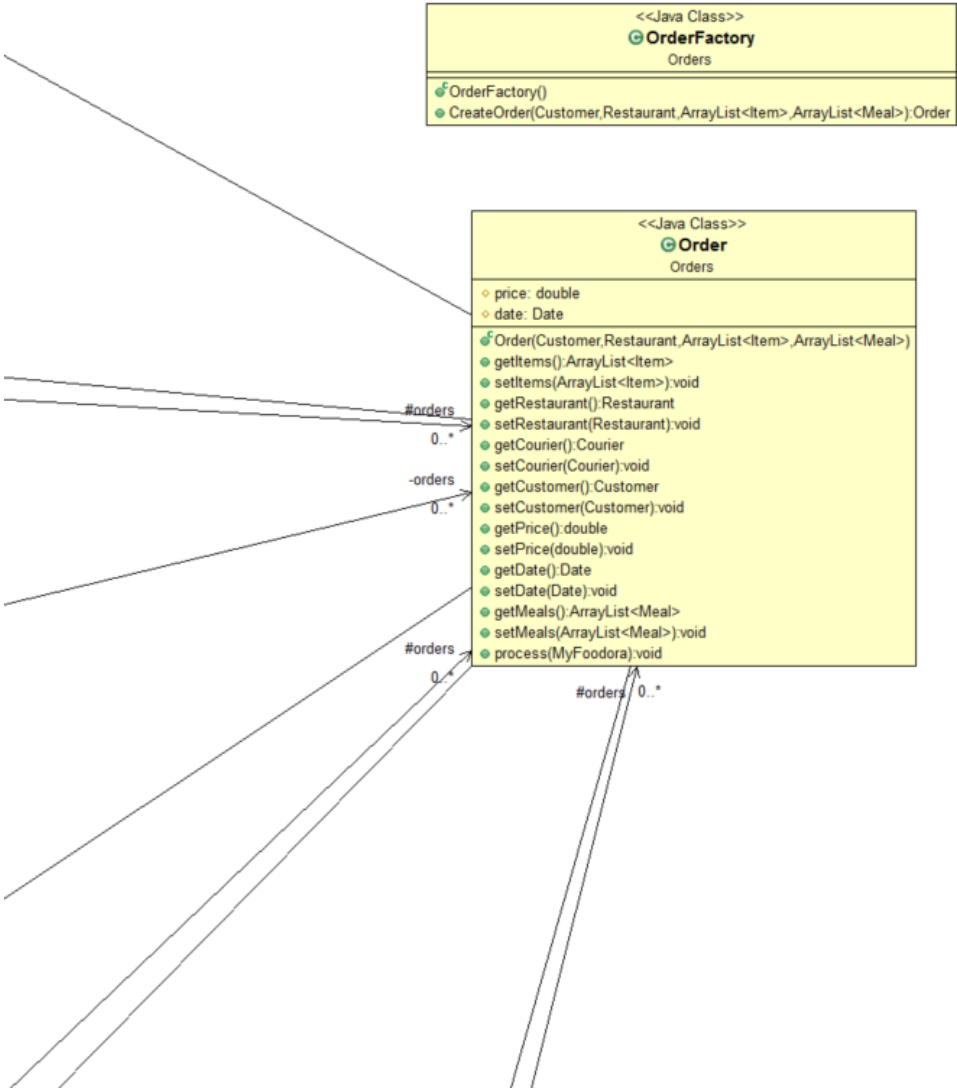 <<Java Class>>
OrderFactory
Orders
OrderFactory()
CreateOrder(Customer,Restaurant,ArrayList<Item>,ArrayList<Meal>):Order
<<Java Class>>
Order
Orders
price: double
date: Date
Order(Customer,Restaurant,ArrayList<Item>,ArrayList<Meal>)
getItems():ArrayList<Item>
setItems(ArrayList<Item>):void
getRestaurant():Restaurant
setRestaurant(Restaurant):void
getCourier():Courier
setCourier(Courier):void
getCustomer():Customer
setCustomer(Customer):void
getPrice():double
setPrice(double):void
getDate():Date
setDate(Date):void
getMeals():ArrayList<Meal>
setMeals(ArrayList<Meal>):void
process(MyFoodora):void
#orders
0..*
-orders
0..*
#orders
0..*
#orders 0..*